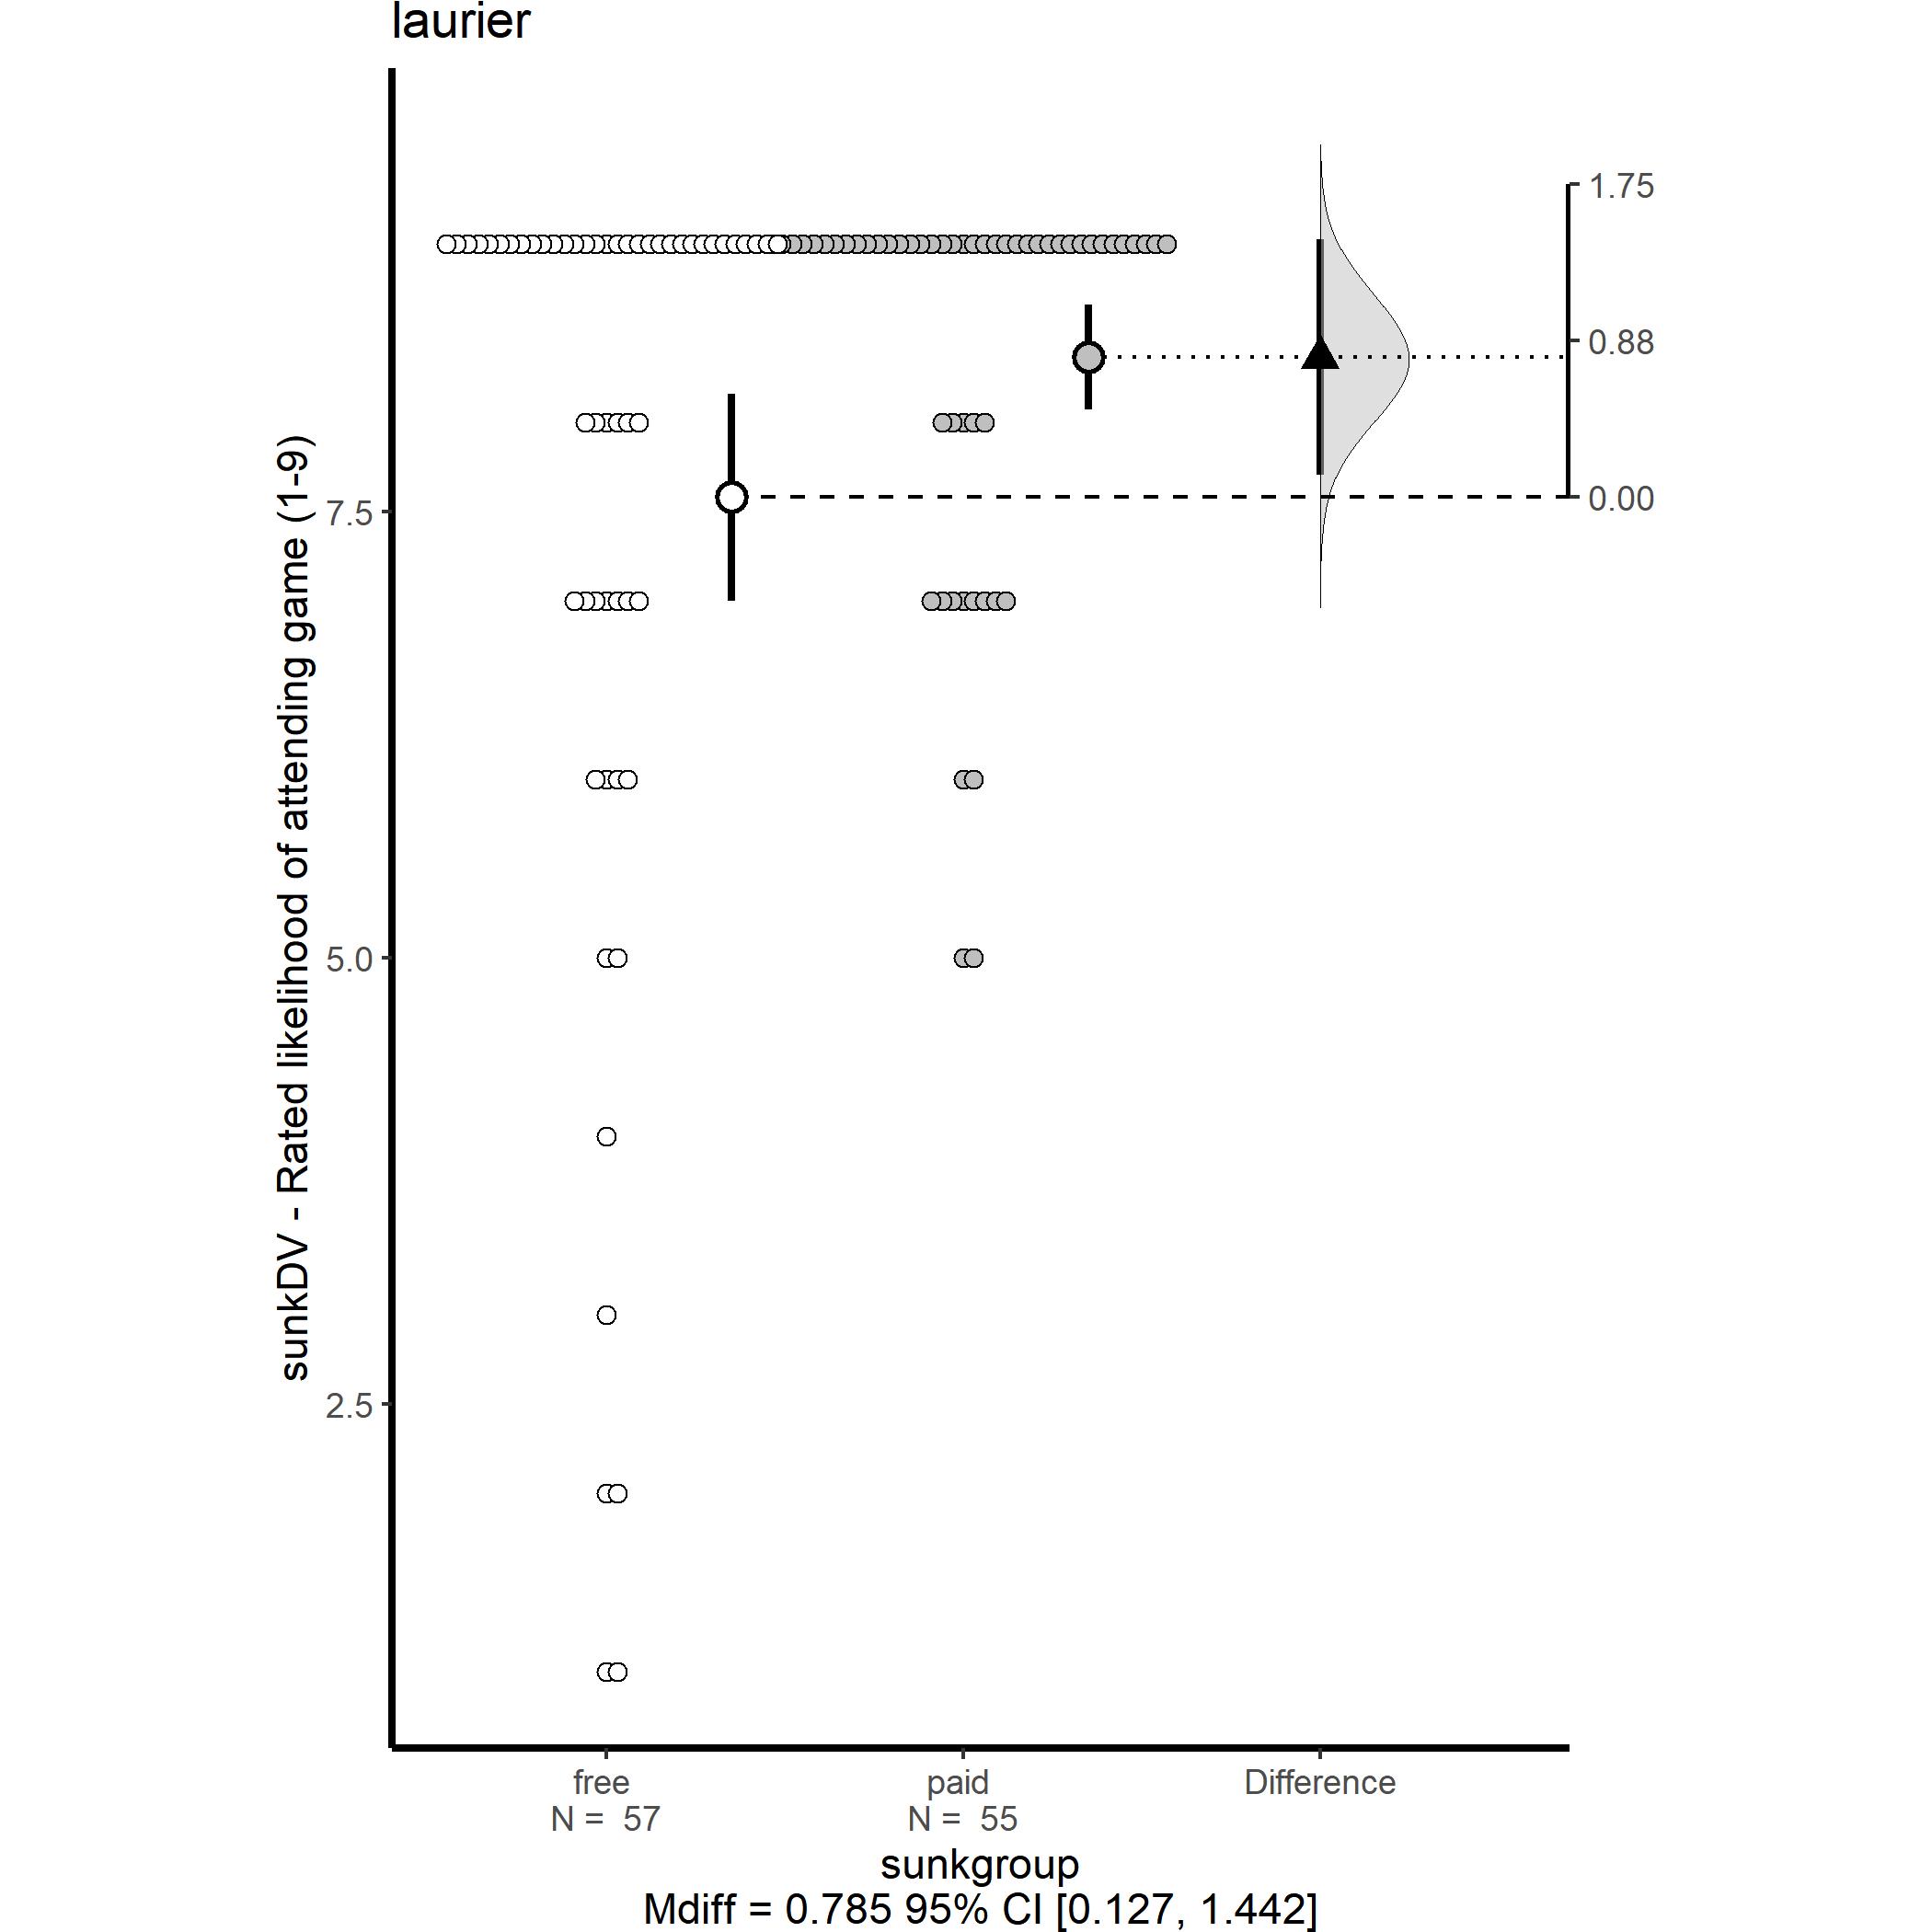 laurier
sunkDV - Rated likelihood of attending game (1-9)
7.5
5.0
2.5
1.75
0.88
0.00
free
N =  57
paid
N =  55
Difference
sunkgroup
Mdiff = 0.785 95% CI [0.127, 1.442]